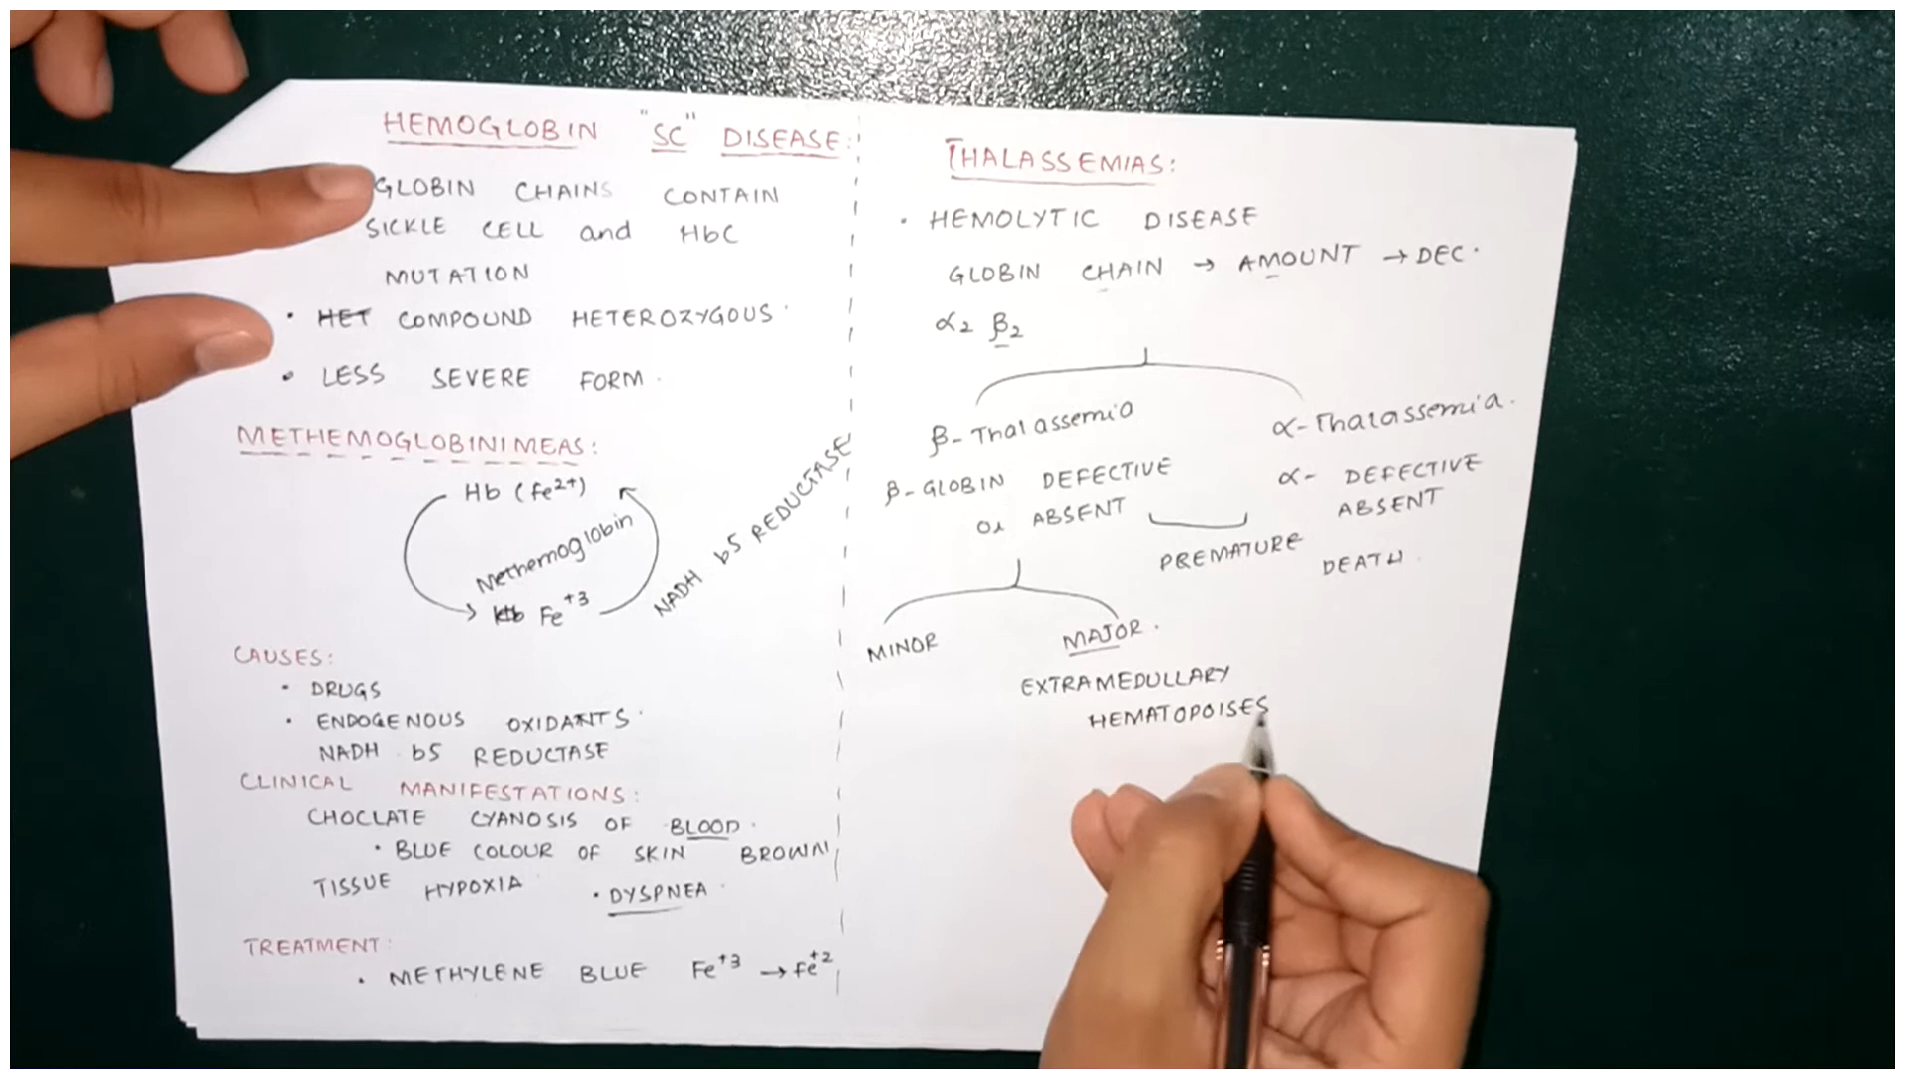 HEMOGLOBIN "SC" DISEASE:
GLOBIN CHAINS CONTAIN
SICKLE CELL and HbC
MUTATION
• HET COMPOUND HETEROZYGOUS.
• LESS SEVERE FORM.
METHEMOGLOBINIMEAS:
Hb (Fe2+)
Methemoglobin
Fe+3
NADH b5 REDUCTASE
CAUSES:
• DRUGS
• ENDOGENOUS OXIDANTS.
NADH b5 REDUCTASE
CLINICAL MANIFESTATIONS:
CHOCLATE CYANOSIS OF BLOOD.
• BLUE COLOUR OF SKIN BROWN
TISSUE HYPOXIA • DYSPNEA.
TREATMENT:
• METHYLENE BLUE Fe+3 → Fe+2
THALASSEMIAS:
• HEMOLYTIC DISEASE
GLOBIN CHAIN → AMOUNT → DEC.
α2 β2
β-Thalassemia
α-Thalassemia.
β-GLOBIN DEFECTIVE
Or ABSENT
α- DEFECTIVE
ABSENT
PREMATURE DEATH.
MINOR
MAJOR.
EXTRAMEDULLARY
HEMATOPOISES